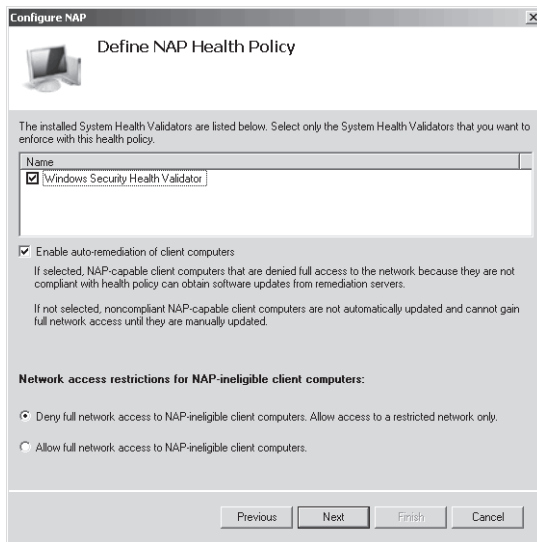 Configure NAP
Define NAP Health Policy
The installed System Health Validators are listed below. Select only the System Health Validators that you want to
enforce with this health policy.
Name
Windows Security Health Validator
Enable auto-remediation of client computers
If selected, NAP-capable client computers that are denied full access to the network because they are not
compliant with health policy can obtain software updates from remediation servers.
If not selected, noncompliant NAP-capable client computers are not automatically updated and cannot gain
full network access until they are manually updated.
Network access restrictions for NAP-ineligible client computers:
Deny full network access to NAP-ineligible client computers. Allow access to a restricted network only.
Allow full network access to NAP-ineligible client computers.
Previous Next Finish Cancel